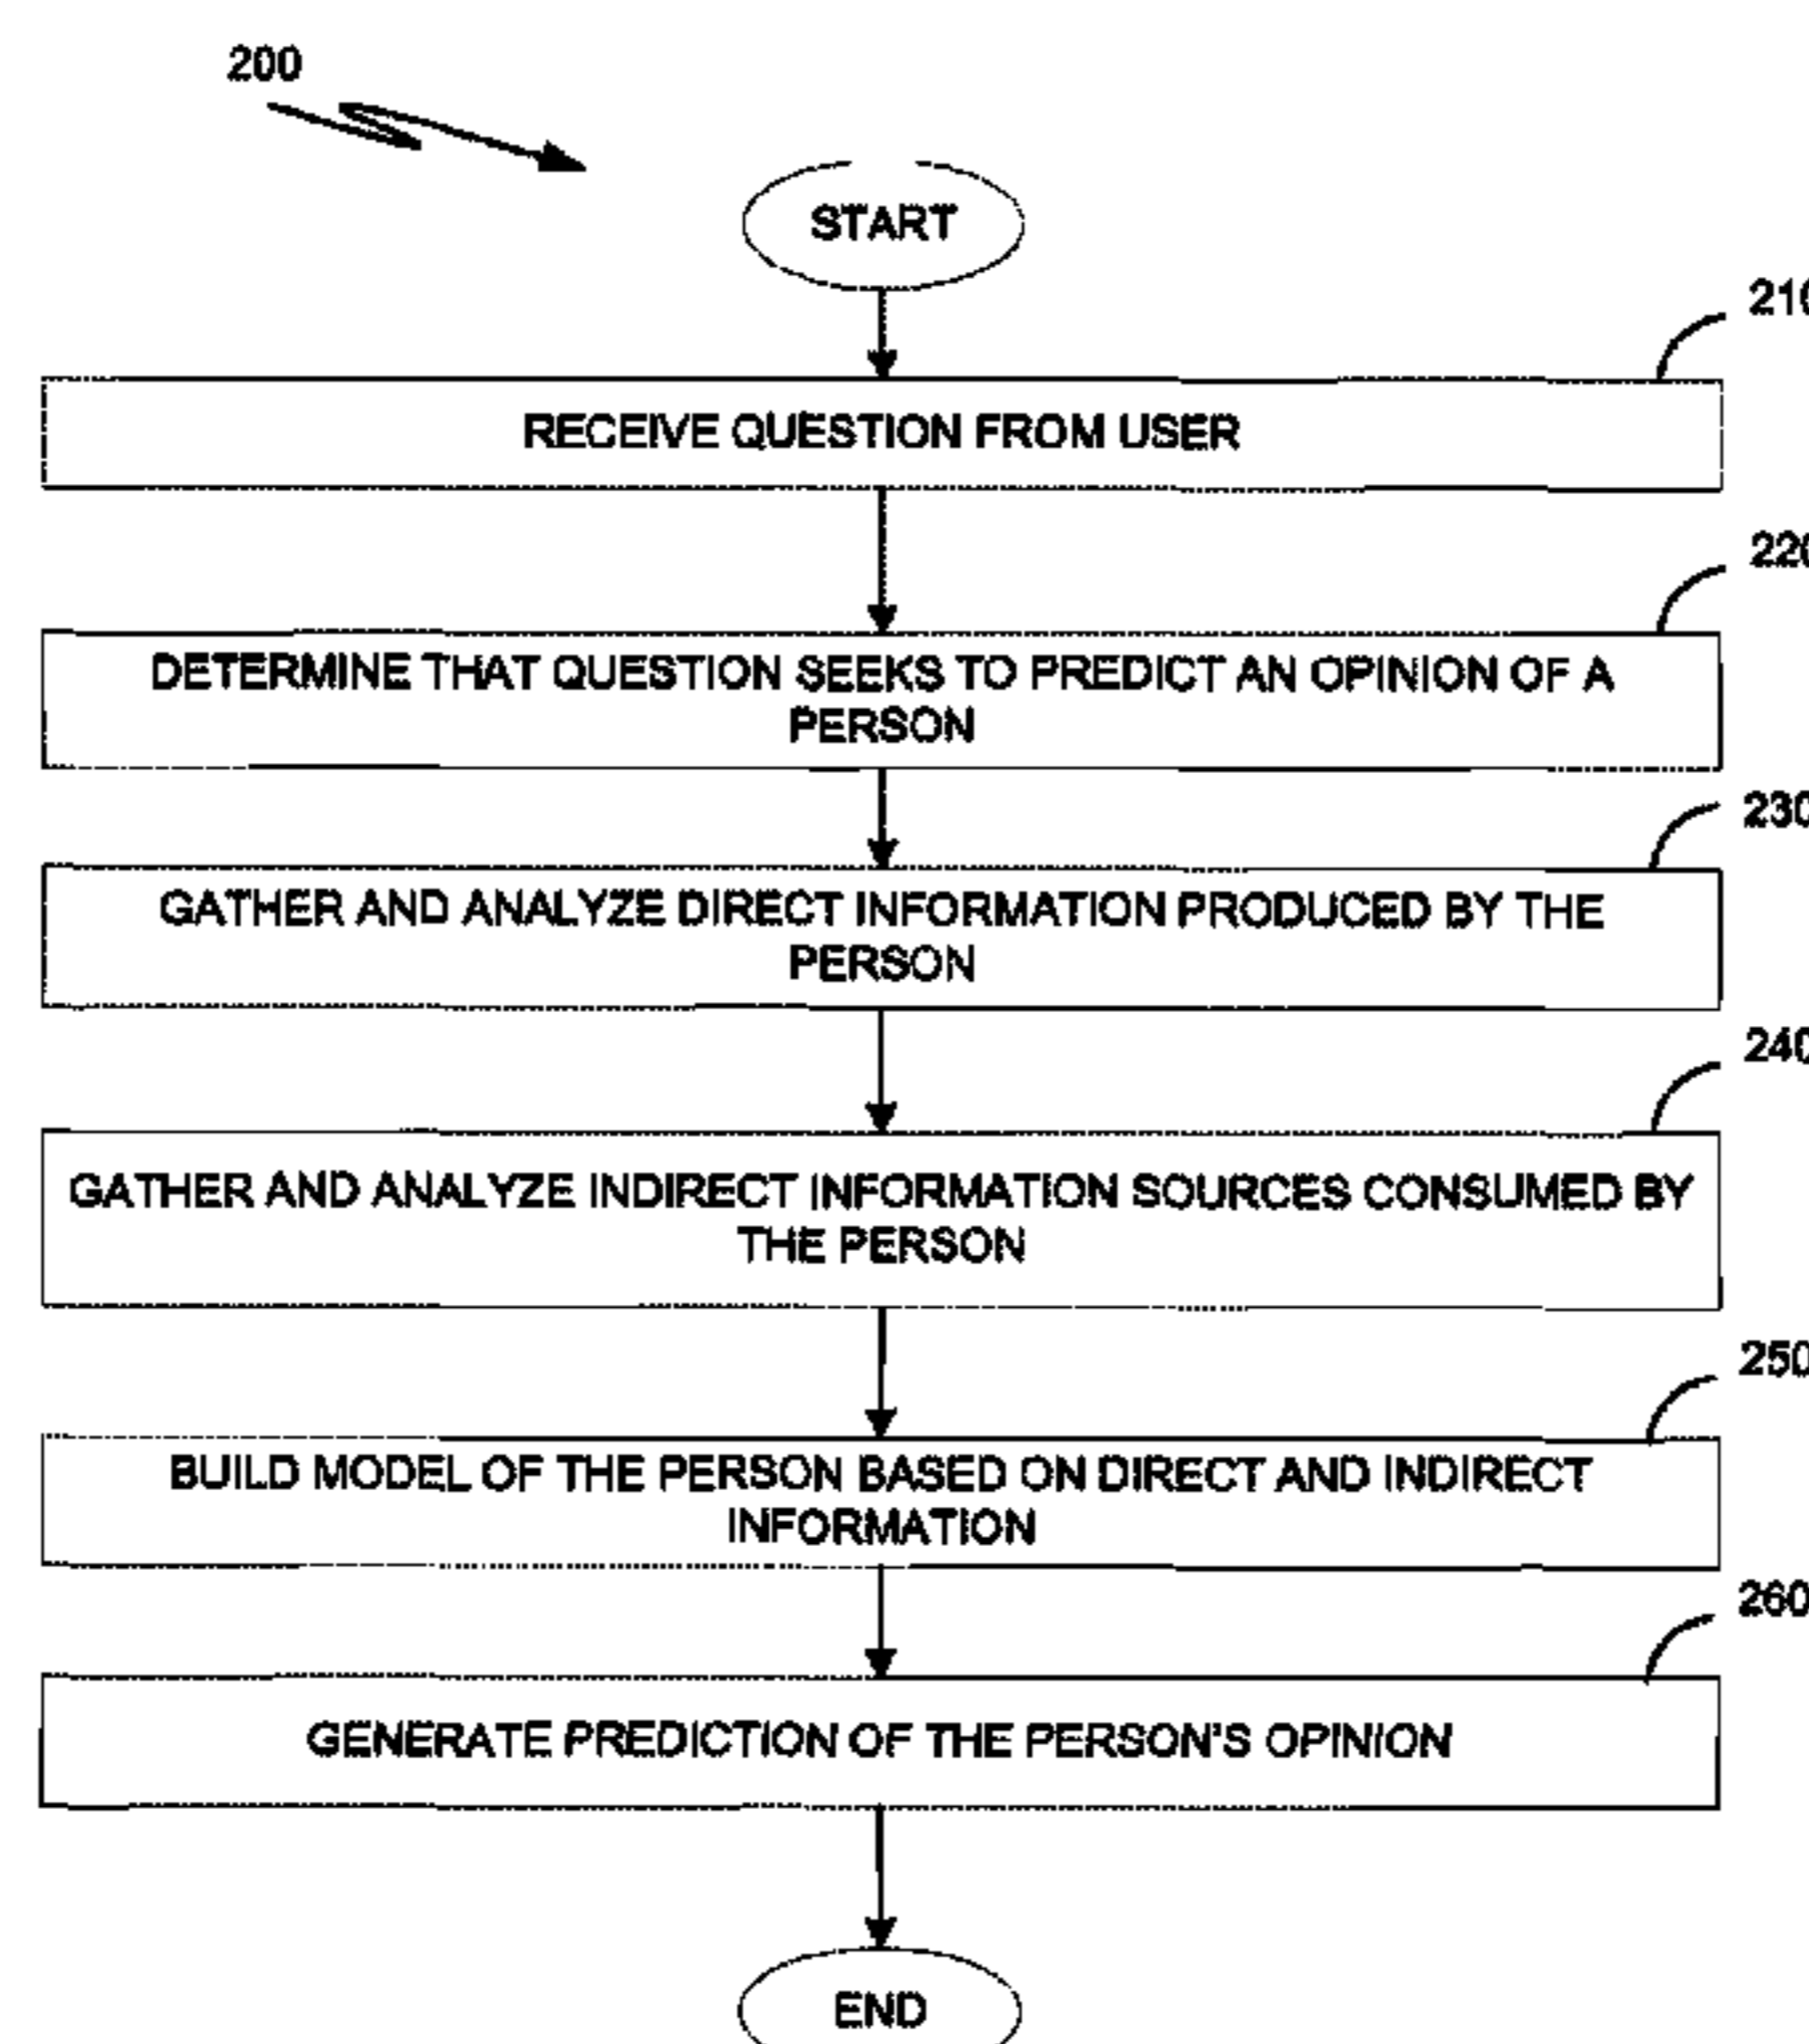 200
START
210
RECEIVE QUESTION FROM USER
220
DETERMINE THAT QUESTION SEEKS TO PREDICT AN OPINION OF A
PERSON
230
GATHER AND ANALYZE DIRECT INFORMATION PRODUCED BY THE
PERSON
240
GATHER AND ANALYZE INDIRECT INFORMATION SOURCES CONSUMED BY
THE PERSON
250
BUILD MODEL OF THE PERSON BASED ON DIRECT AND INDIRECT
INFORMATION
260
GENERATE PREDICTION OF THE PERSON'S OPINION
END